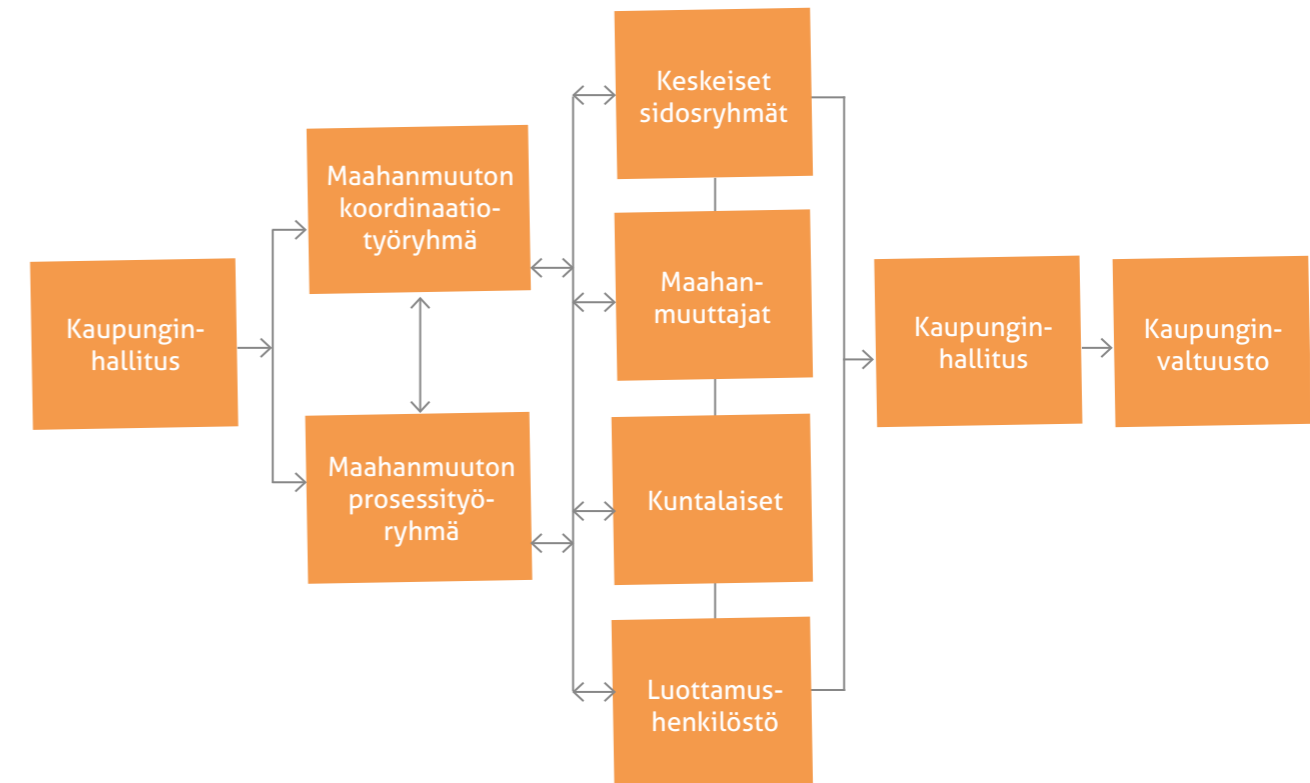 Kaupungin-
hallitus
Maahanmuuton
koordinaatio-
työryhmä
Maahanmuuton
prosessityö-
ryhmä
Keskeiset
sidosryhmät
Maahan-
muuttajat
Kuntalaiset
Luottamus-
henkilöstö
Kaupungin-
hallitus
Kaupungin-
valtuusto